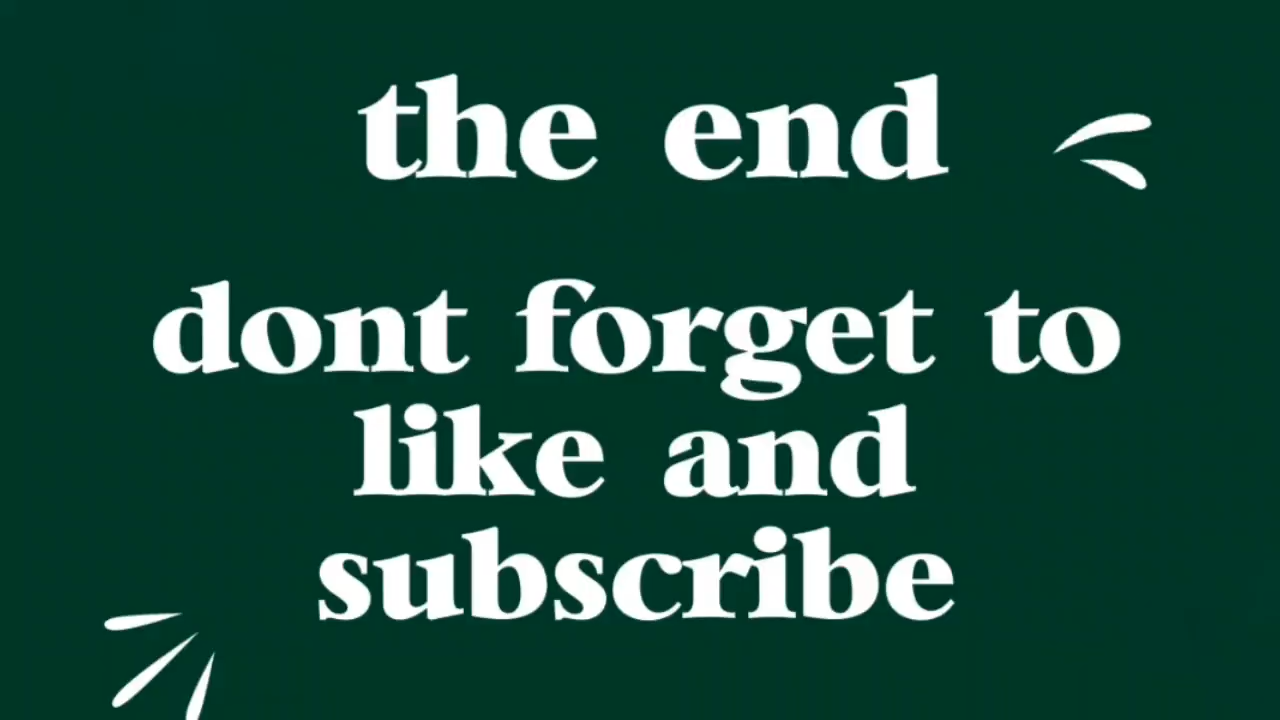 the end
dont forget to
like and
subscribe